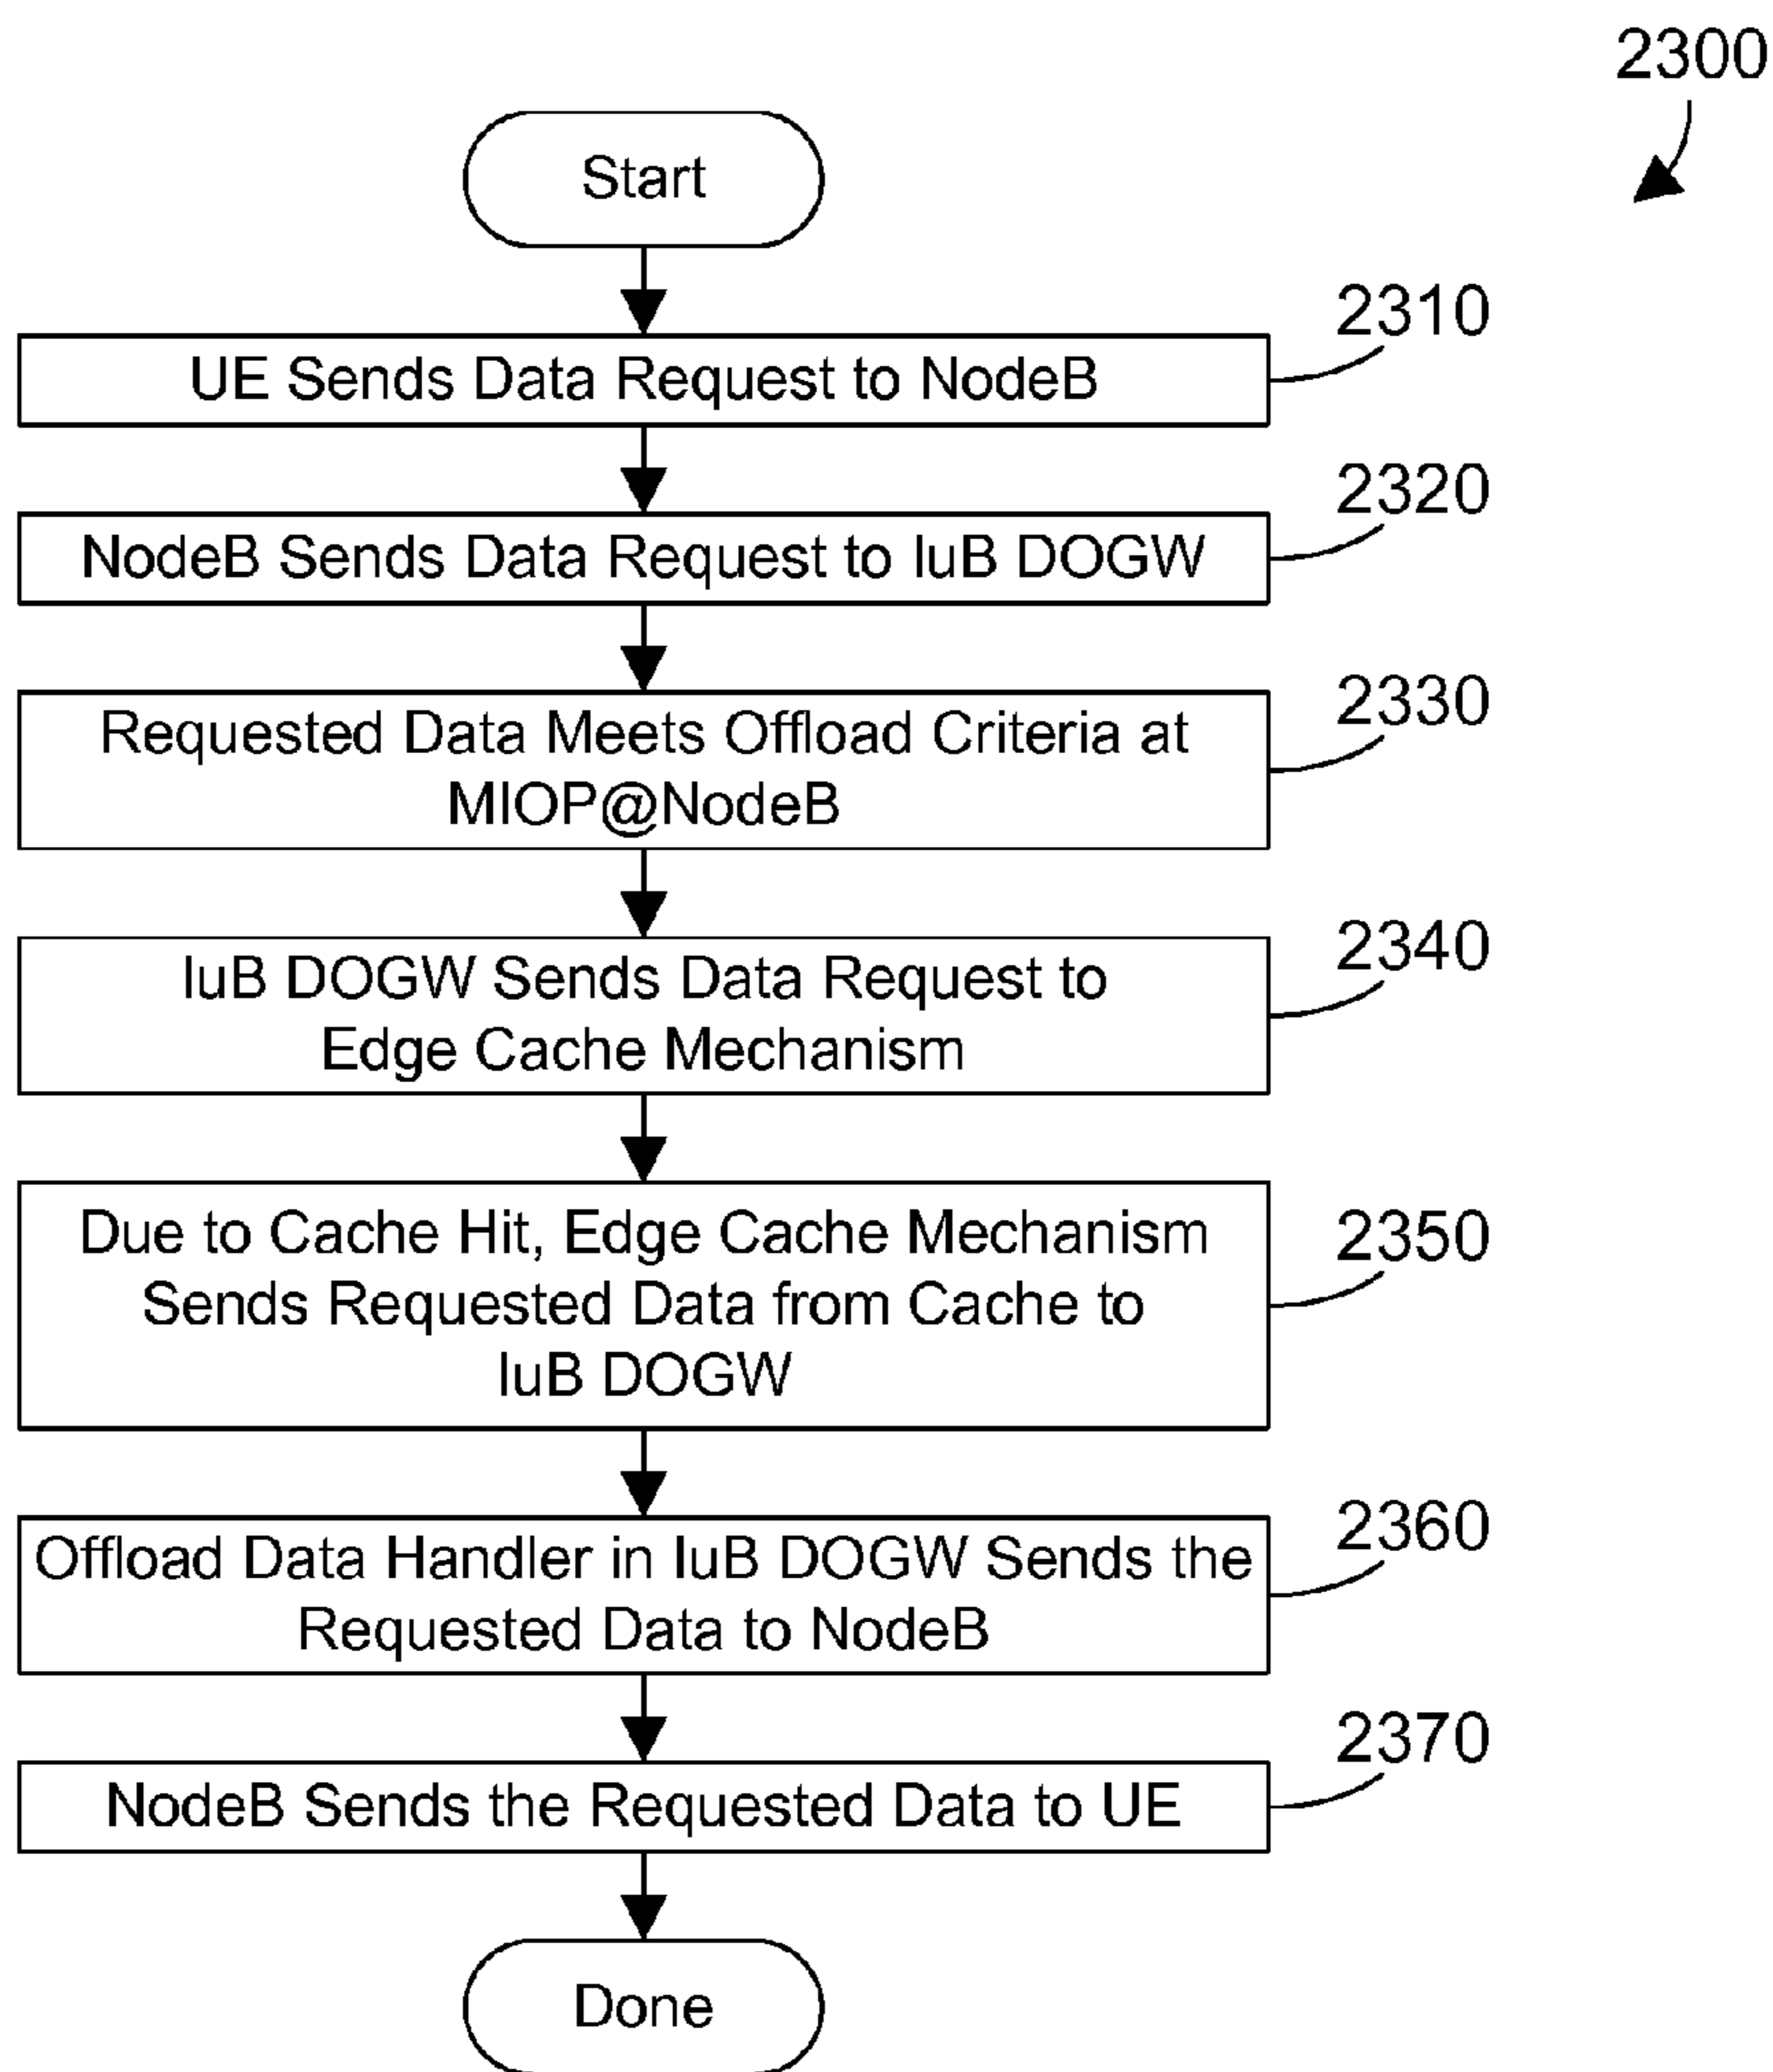 2300
Start
2310
UE Sends Data Request to NodeB
2320
NodeB Sends Data Request to IuB DOGW
2330
Requested Data Meets Offload Criteria at
MIOP@NodeB
2340
IuB DOGW Sends Data Request to
Edge Cache Mechanism
2350
Due to Cache Hit, Edge Cache Mechanism
Sends Requested Data from Cache to
IuB DOGW
2360
Offload Data Handler in IuB DOGW Sends the
Requested Data to NodeB
2370
NodeB Sends the Requested Data to UE
Done